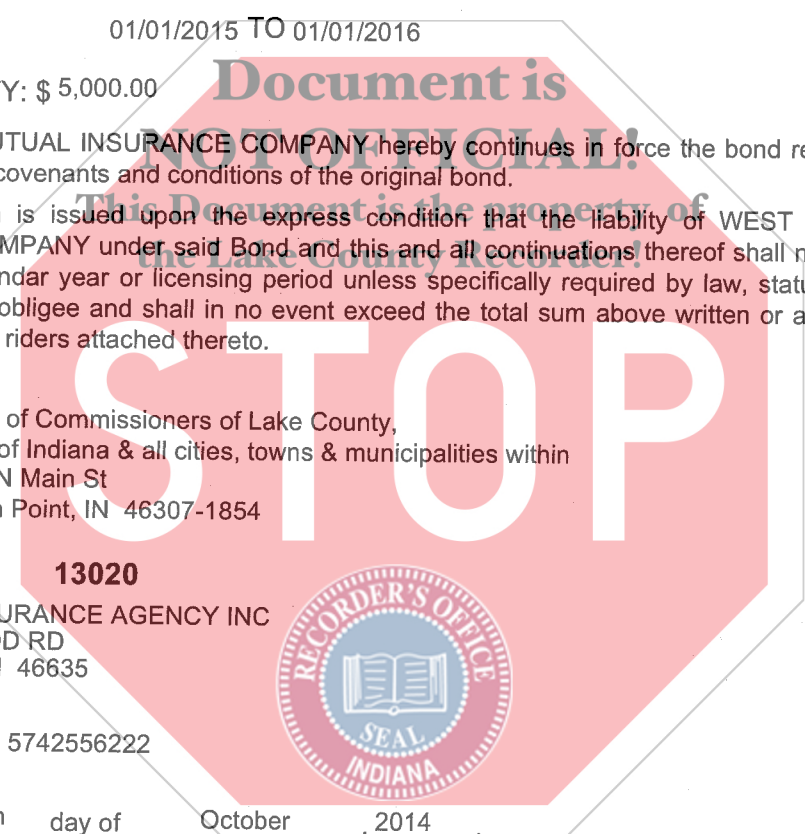 01/01/2015 TO 01/01/2016
Document is
Y: $ 5,000.00
NOT OFFICIAL!
UTUAL INSURANCE COMPANY hereby continues in force the bond re
covenants and conditions of the original bond.
This Document is the property of
is issued upon the express condition that the liability of WEST
the Lake County Recorder!
MPANY under said Bond and this and all continuations thereof shall n
ndar year or licensing period unless specifically required by law, statu
obligee and shall in no event exceed the total sum above written or a
riders attached thereto.
STOP
of Commissioners of Lake County,
of Indiana & all cities, towns & municipalities within
N Main St
Point, IN 46307-1854
13020
URANCE AGENCY INC
D RD
46635
RECORDER'S OFFICE
SEAL
INDIANA
5742556222
day of October , 2014